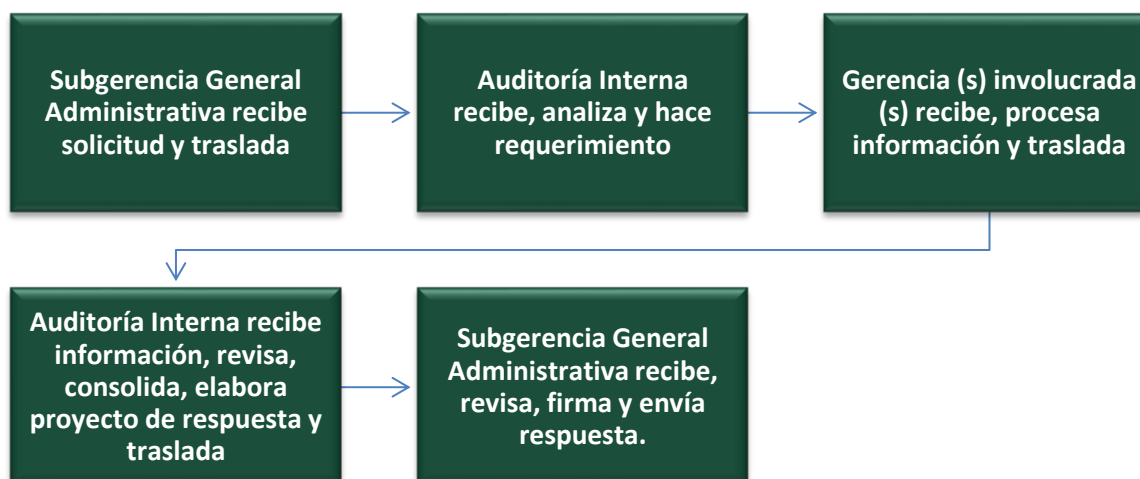 Subgerencia General
Administrativa recibe
solicitud y traslada
Auditoría Interna
recibe, analiza y hace
requerimiento
Gerencia (s) involucrada
(s) recibe, procesa
información y traslada
Auditoría Interna recibe
información, revisa,
consolida, elabora
proyecto de respuesta y
traslada
Subgerencia General
Administrativa recibe,
revisa, firma y envía
respuesta.